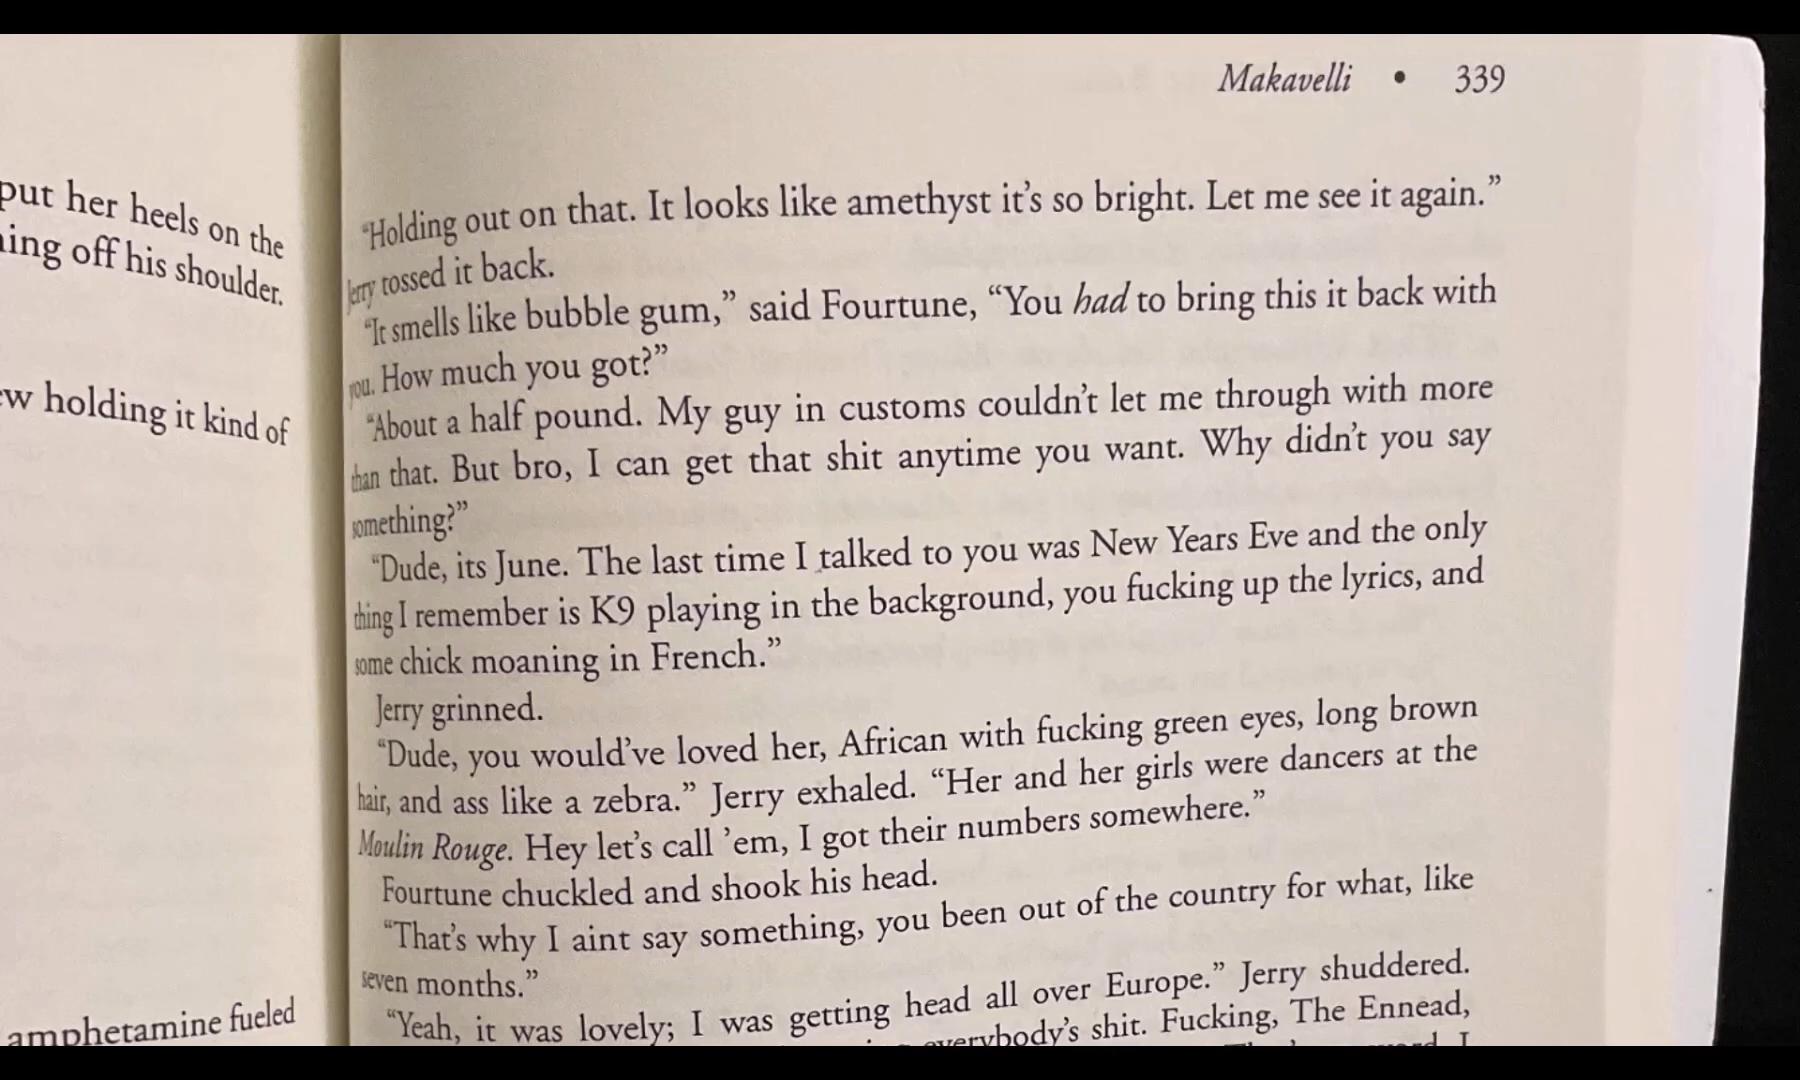 put her heels on the
off his shoulder.
holding it kind of
amphetamine fueled
Makavelli • 339
“Holding out on that. It looks like amethyst it’s so bright. Let me see it again.”
Jerry tossed it back.
“It smells like bubble gum,” said Fourtune, “You had to bring this it back with
you. How much you got?”
“About a half pound. My guy in customs couldn’t let me through with more
than that. But bro, I can get that shit anytime you want. Why didn’t you say
something?”
“Dude, its June. The last time I talked to you was New Years Eve and the only
thing I remember is K9 playing in the background, you fucking up the lyrics, and
some chick moaning in French.”
Jerry grinned.
“Dude, you would’ve loved her, African with fucking green eyes, long brown
hair, and ass like a zebra.” Jerry exhaled. “Her and her girls were dancers at the
Moulin Rouge. Hey let’s call ’em, I got their numbers somewhere.”
Fourtune chuckled and shook his head.
“That’s why I aint say something, you been out of the country for what, like
seven months.”
“Yeah, it was lovely; I was getting head all over Europe.” Jerry shuddered.
everybody’s shit. Fucking, The Ennead,